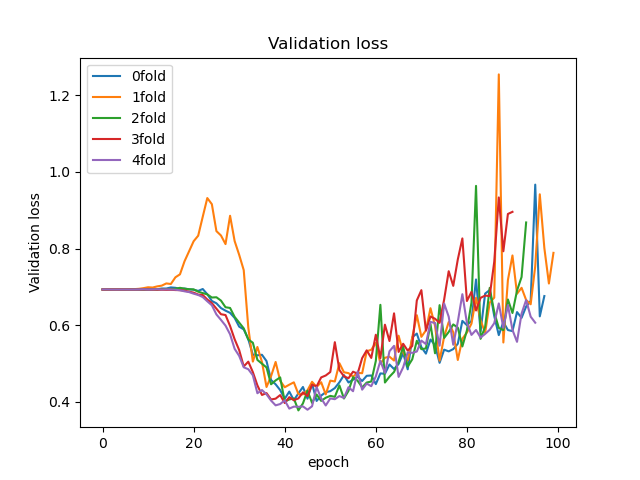 Validation loss
0fold
1fold
2fold
3fold
4fold
Validation loss
1.2
1.0
0.8
0.6
0.4
0
20
40
60
80
100
epoch